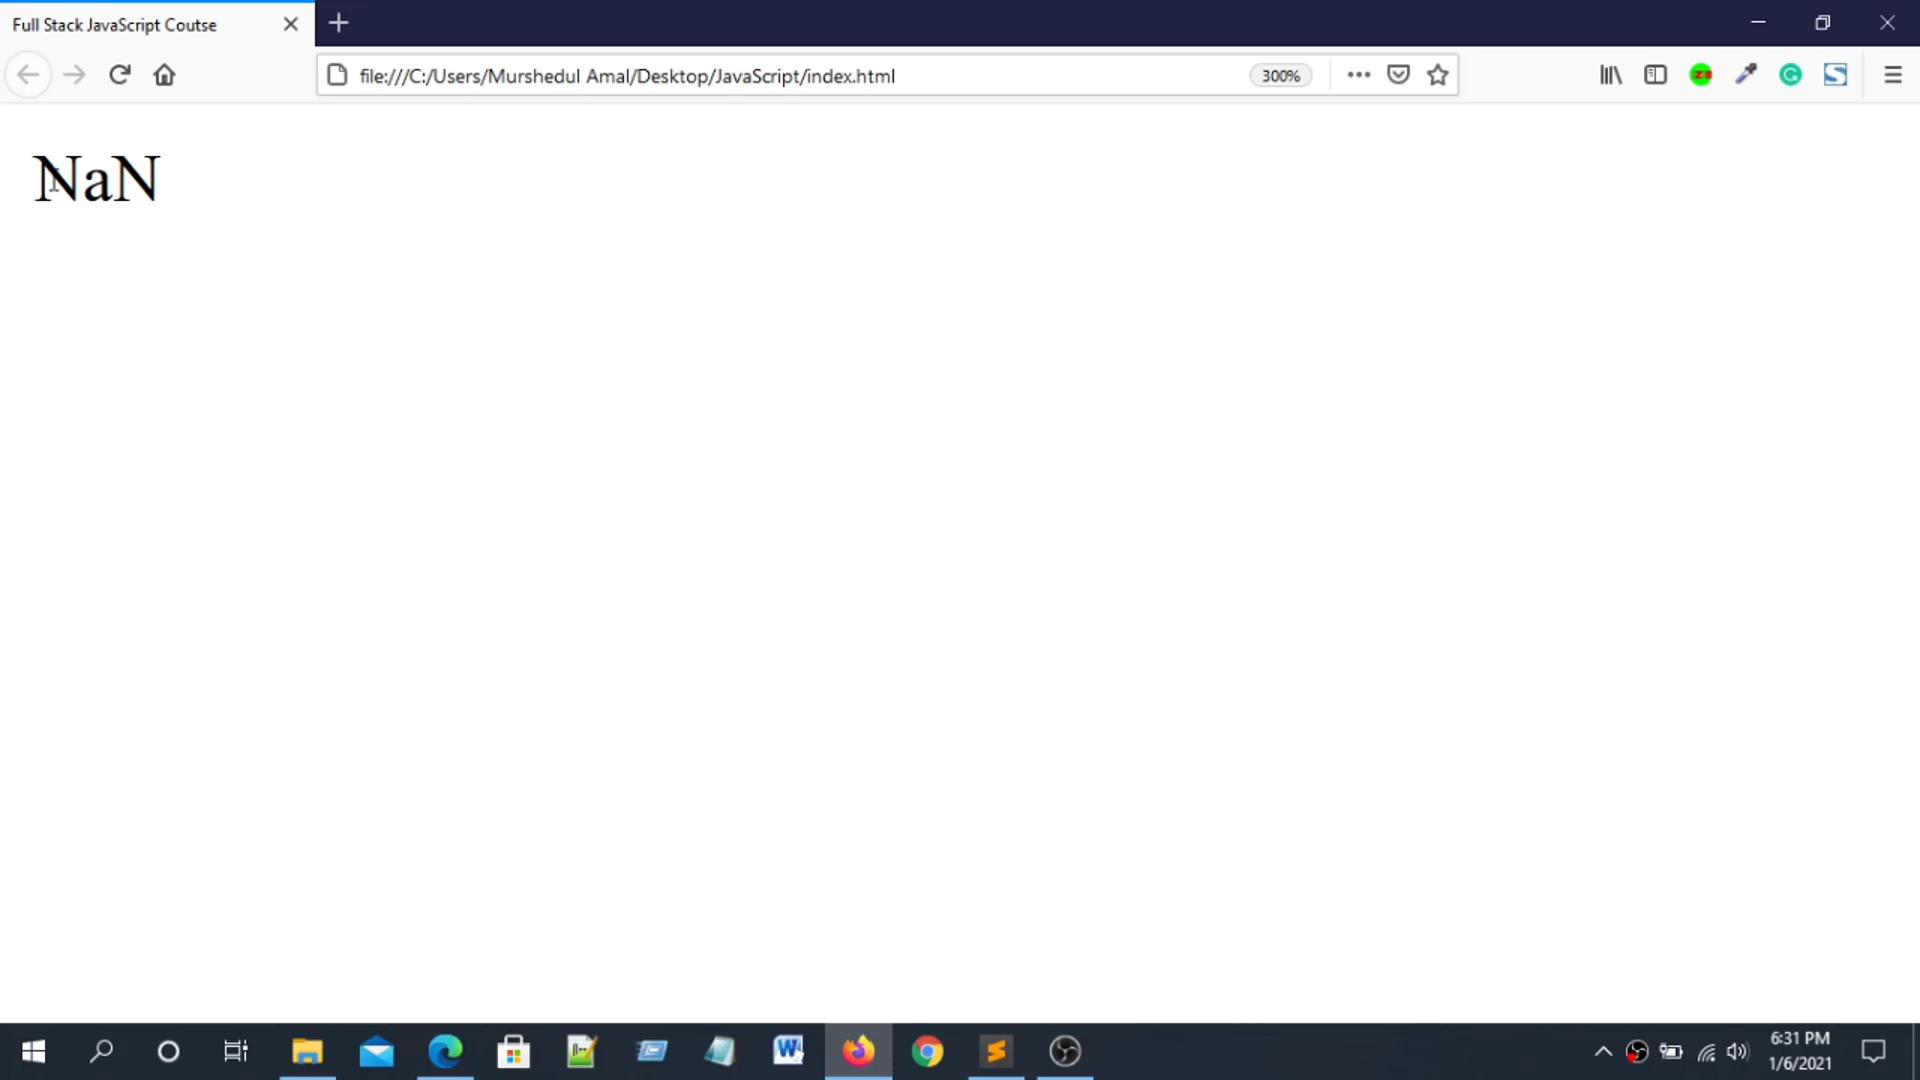 Full Stack JavaScript Coutse
file:///C:/Users/Murshedul Amal/Desktop/JavaScript/index.html
300%
NaN
6:31 PM
1/6/2021